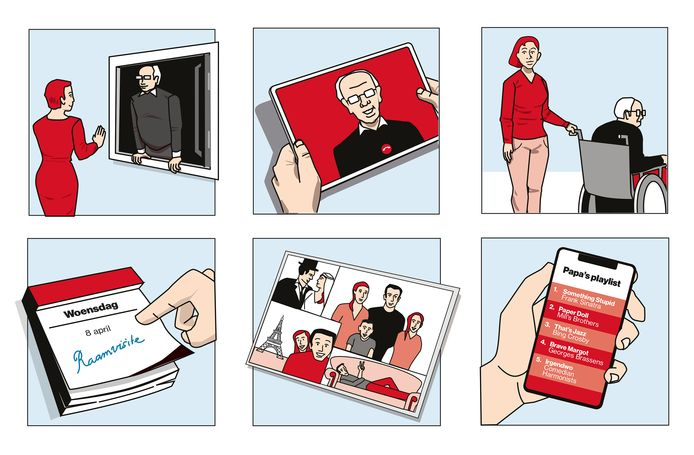 Woensdag
8 april
Raamvisite
Papa's playlist
1. Something Stupid
Frank Sinatra
2. Paper Doll
Mills Brothers
3. That's Jazz
Bing Crosby
4. Brave Margot
Georges Brassens
5. Irgendwo
Comedian
Harmonists